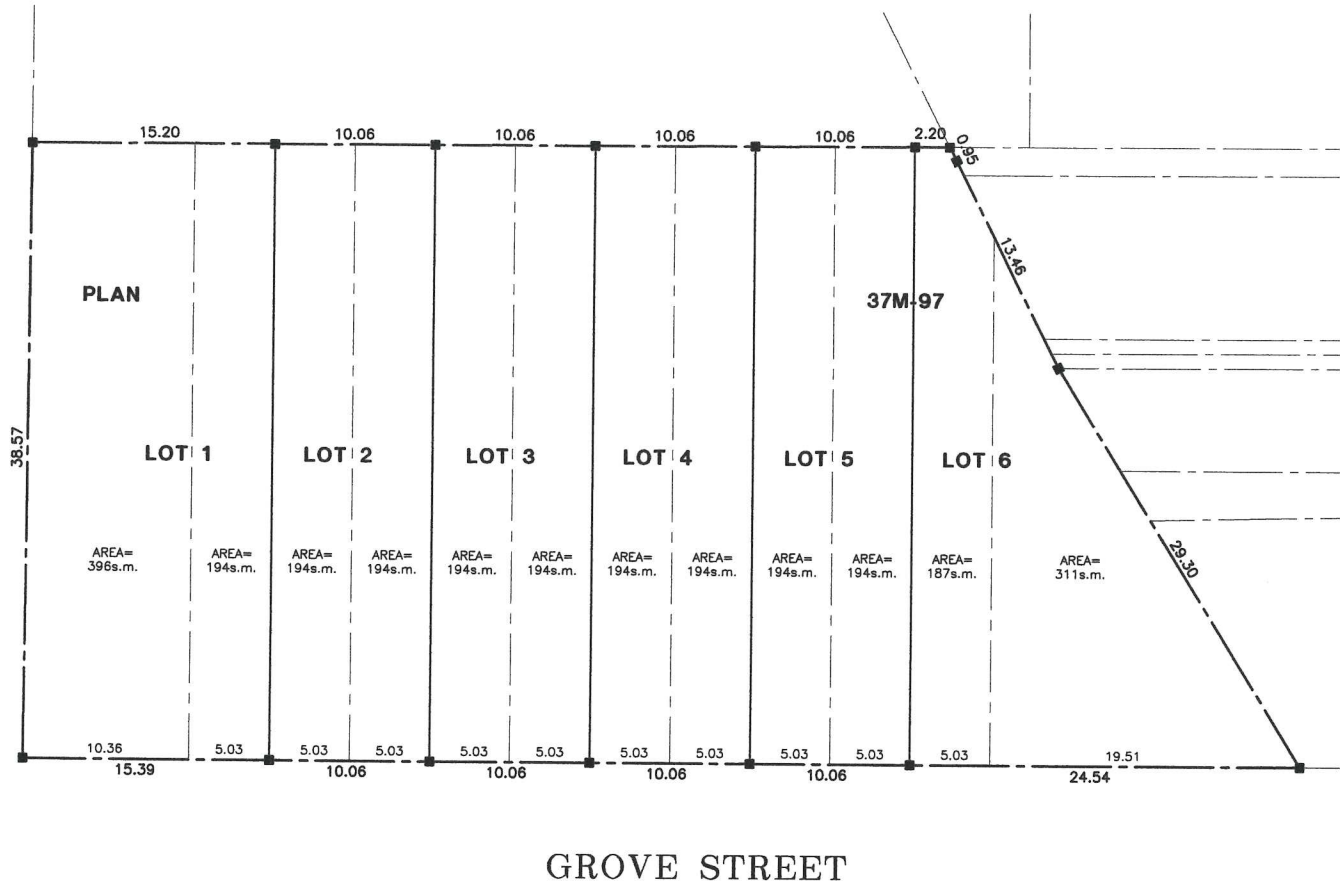 15.20 10.06 10.06 10.06 10.06 2.20
0.95
13.46
PLAN 37M-97
38.57
LOT 1 LOT 2 LOT 3 LOT 4 LOT 5 LOT 6
AREA= AREA= AREA= AREA= AREA= AREA= AREA= AREA= AREA= AREA= AREA= AREA=
396s.m. 194s.m. 194s.m. 194s.m. 194s.m. 194s.m. 194s.m. 194s.m. 194s.m. 194s.m. 187s.m. 311s.m.
29.30
10.36 5.03 5.03 5.03 5.03 5.03 5.03 5.03 5.03 5.03 5.03 19.51
15.39 10.06 10.06 10.06 10.06 24.54
GROVE STREET